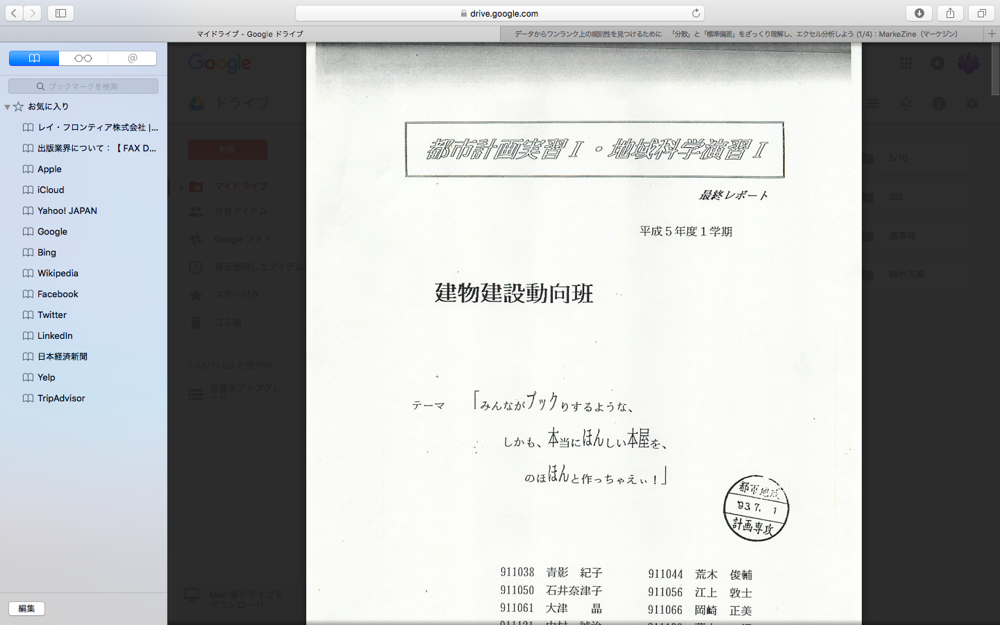 drive.google.com
マイドライブ - Google ドライブ
データからワンランク上の規則性を見つけるために 「分散」と「標準偏差」をざっくり理解し、エクセル分析しよう (1/4)：MarkeZine（マーケジン）
ブックマークを検索
お気に入り
レイ・フロンティア株式会社 |...
出版業界について：【 FAX D...
Apple
iCloud
Yahoo! JAPAN
Google
Bing
Wikipedia
Facebook
Twitter
LinkedIn
日本経済新聞
Yelp
TripAdvisor
編集
Google
ドライブ
新規
マイドライブ
共有アイテム
Google フォト
最近使用したアイテム
スター付き
ゴミ箱
3 GB/15 GB を使用中
容量をアップグレ
ード
Mac 版ドライブを
ダウンロード
都市計画実習Ⅰ・地域科学演習Ⅰ
最終レポート
平成５年度１学期
建物建設動向班
テーマ 「みんながブックりするような、
しかも、本当にほんしい本屋を、
のほほんと作っちゃえぃ！」
都市地域
'93.7. 1
計画専攻
911038 青影 紀子 911044 荒木 俊輔
911050 石井奈津子 911056 江上 敦士
911061 大津 晶 911066 岡崎 正美
5/10
GIS
議事録
締め方案